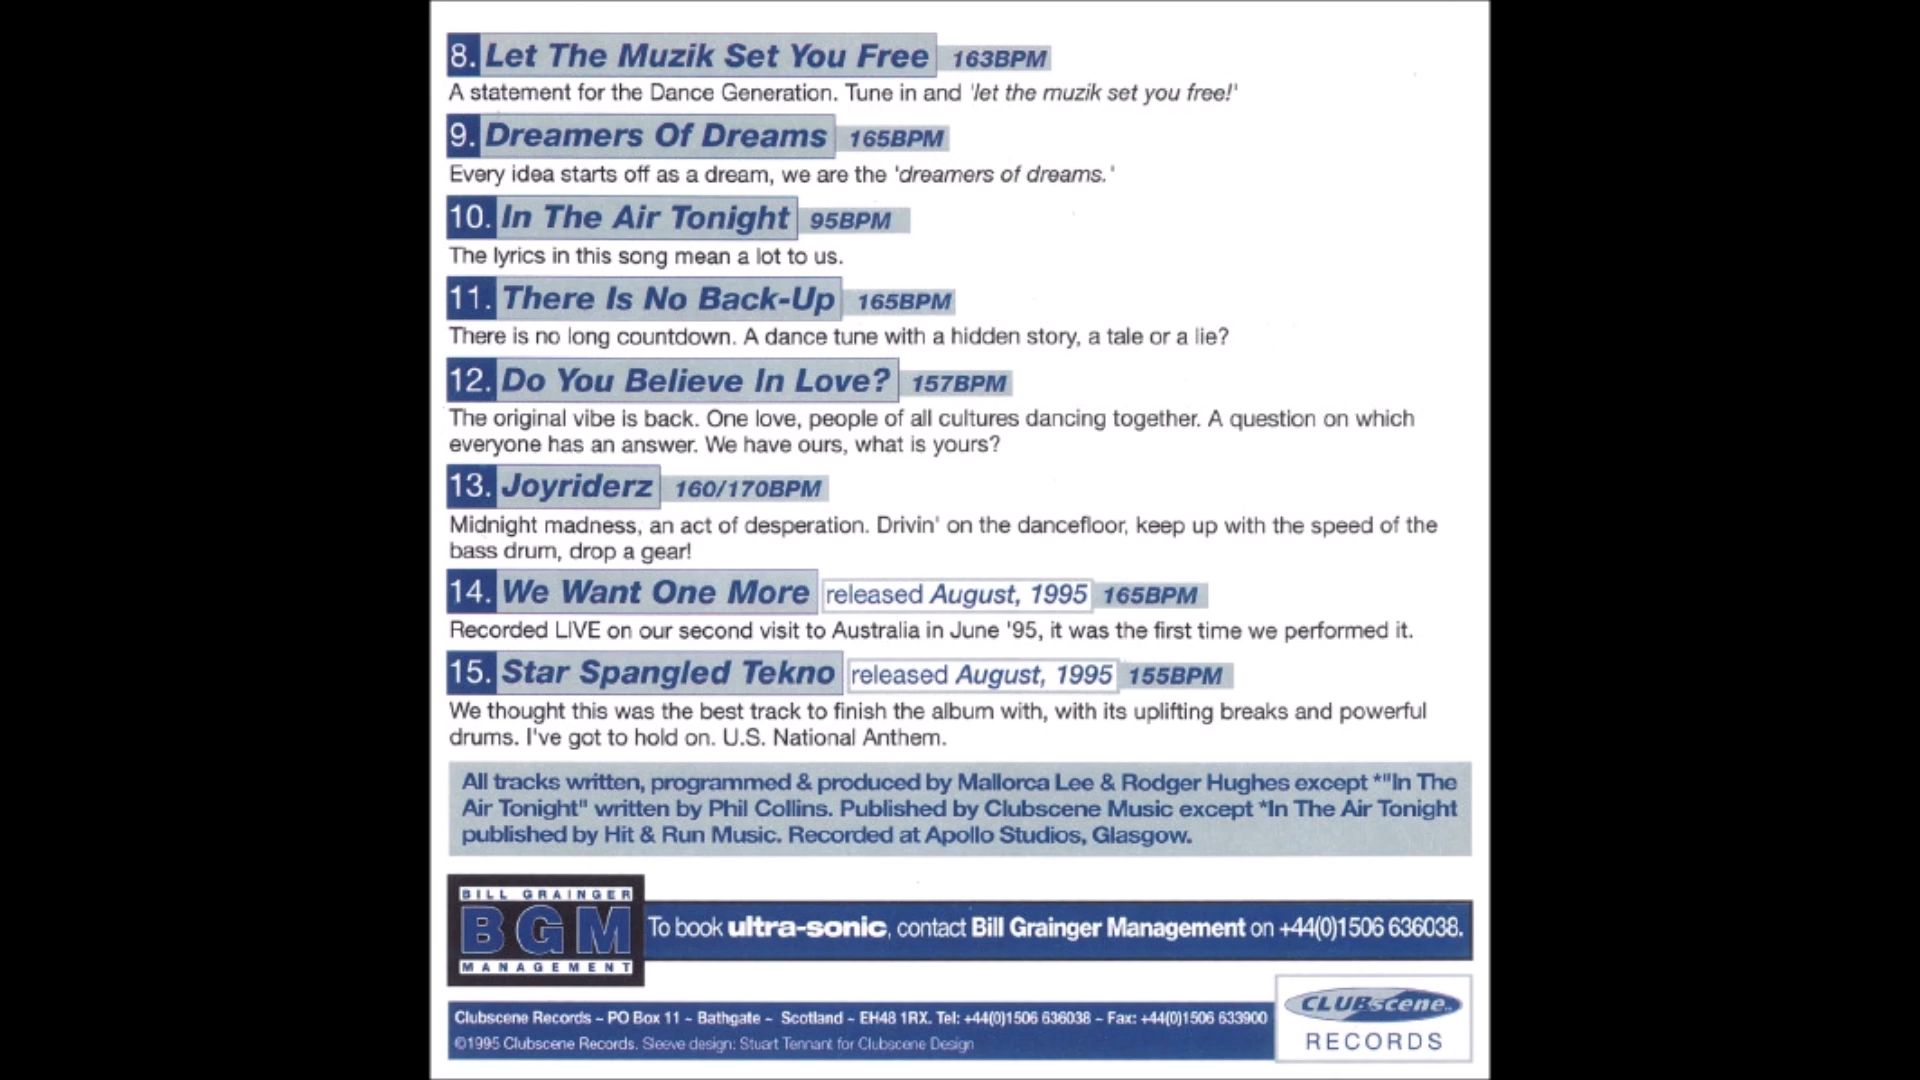 8. Let The Muzik Set You Free 163BPM
A statement for the Dance Generation. Tune in and 'let the muzik set you free!'
9. Dreamers Of Dreams 165BPM
Every idea starts off as a dream, we are the 'dreamers of dreams.'
10. In The Air Tonight 95BPM
The lyrics in this song mean a lot to us.
11. There Is No Back-Up 165BPM
There is no long countdown. A dance tune with a hidden story, a tale or a lie?
12. Do You Believe In Love? 157BPM
The original vibe is back. One love, people of all cultures dancing together. A question on which
everyone has an answer. We have ours, what is yours?
13. Joyriderz 160/170BPM
Midnight madness, an act of desperation. Drivin' on the dancefloor, keep up with the speed of the
bass drum, drop a gear!
14. We Want One More released August, 1995 165BPM
Recorded LIVE on our second visit to Australia in June '95, it was the first time we performed it.
15. Star Spangled Tekno released August, 1995 155BPM
We thought this was the best track to finish the album with, with its uplifting breaks and powerful
drums. I've got to hold on. U.S. National Anthem.
All tracks written, programmed & produced by Mallorca Lee & Rodger Hughes except *"In The
Air Tonight" written by Phil Collins. Published by Clubscene Music except *In The Air Tonight
published by Hit & Run Music. Recorded at Apollo Studios, Glasgow.
BILL GRAINGER
BGM
MANAGEMENT
To book ultra-sonic, contact Bill Grainger Management on +44(0)1506 636038.
Clubscene Records ~ PO Box 11 ~ Bathgate ~ Scotland ~ EH48 1RX. Tel: +44(0)1506 636038 ~ Fax: +44(0)1506 633900
©1995 Clubscene Records. Sleeve design: Stuart Tennant for Clubscene Design
CLUBscene
RECORDS